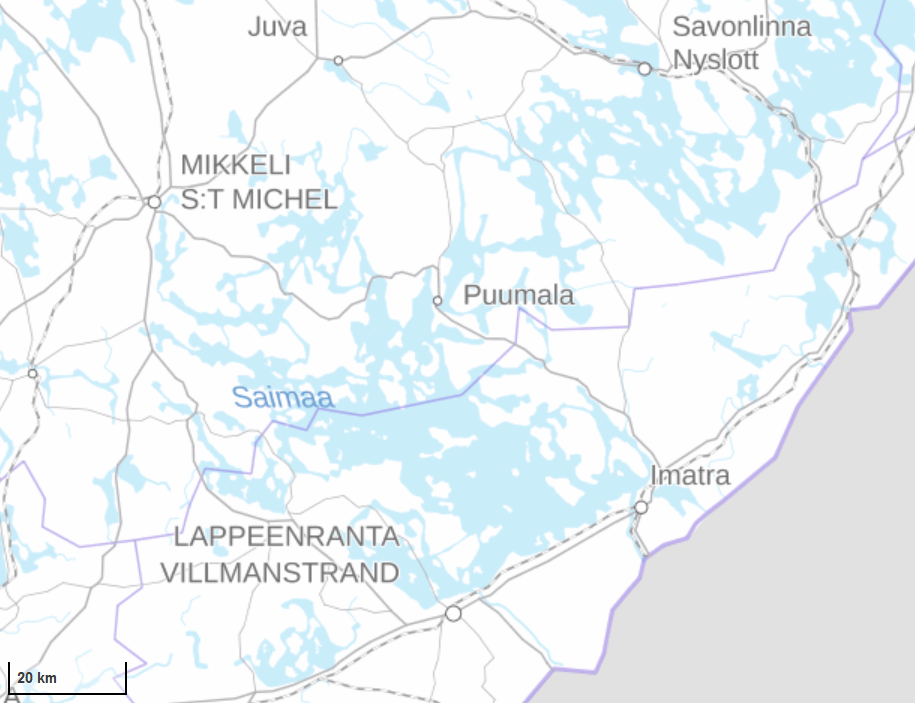 Juva
Savonlinna
Nyslott
MIKKELI
S:T MICHEL
Puumala
Saimaa
Imatra
LAPPEENRANTA
VILLMANSTRAND
20 km